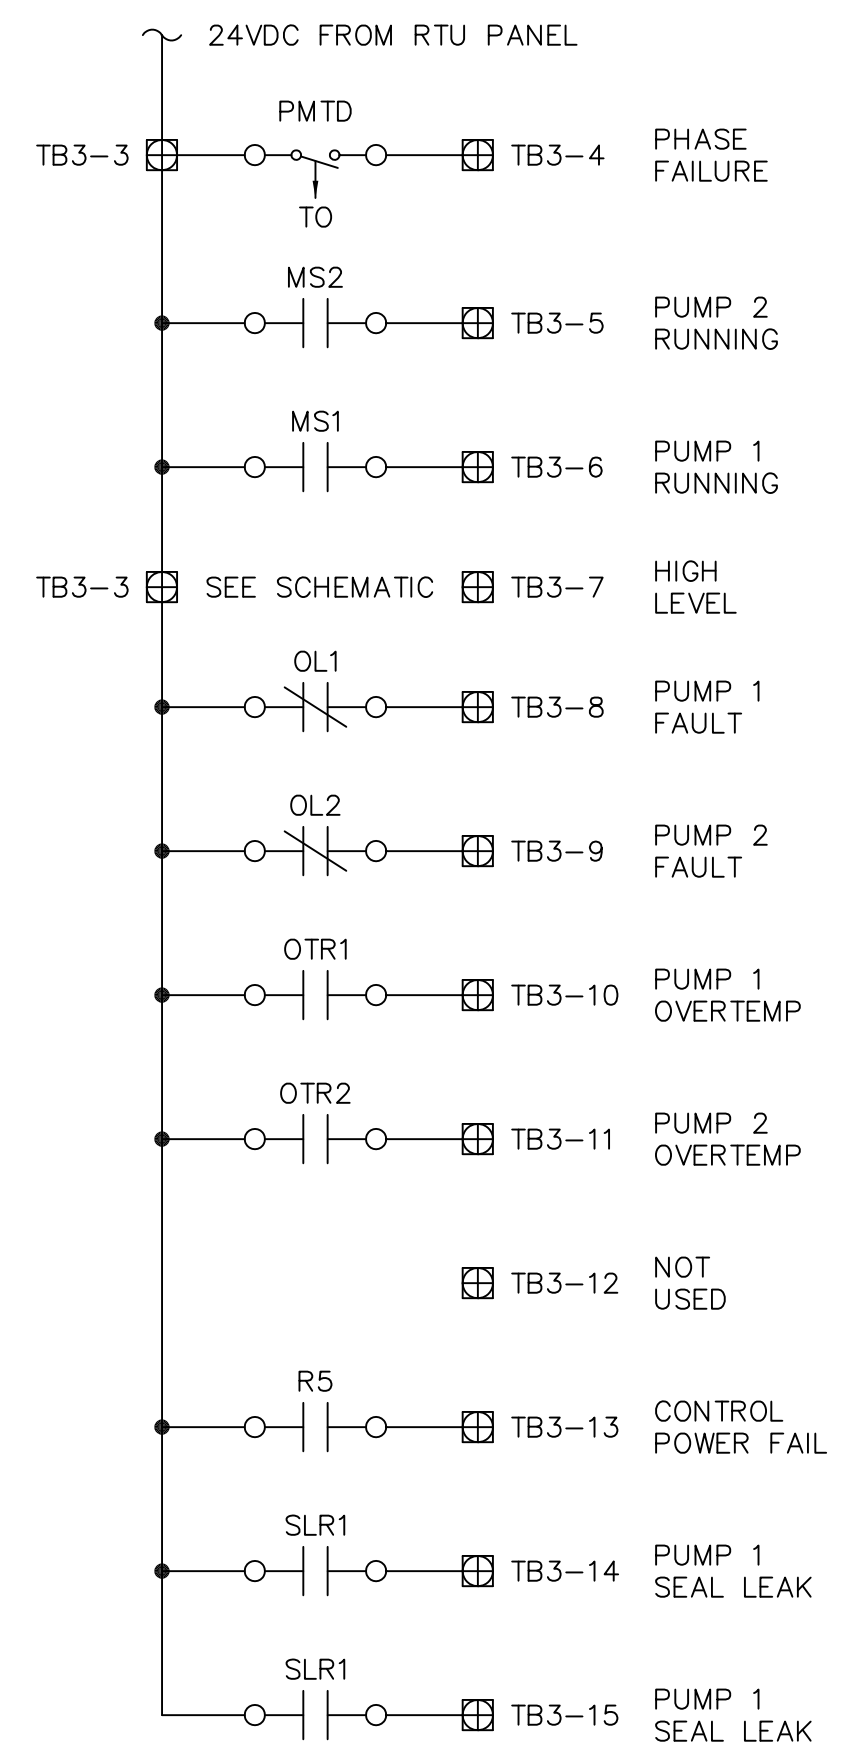 24VDC FROM RTU PANEL
PMTD
TB3-3
TB3-4
PHASE
FAILURE
TO
MS2
TB3-5
PUMP 2
RUNNING
MS1
TB3-6
PUMP 1
RUNNING
TB3-3
SEE SCHEMATIC
TB3-7
HIGH
LEVEL
OL1
TB3-8
PUMP 1
FAULT
OL2
TB3-9
PUMP 2
FAULT
OTR1
TB3-10
PUMP 1
OVERTEMP
OTR2
TB3-11
PUMP 2
OVERTEMP
TB3-12
NOT
USED
R5
TB3-13
CONTROL
POWER FAIL
SLR1
TB3-14
PUMP 1
SEAL LEAK
SLR1
TB3-15
PUMP 1
SEAL LEAK